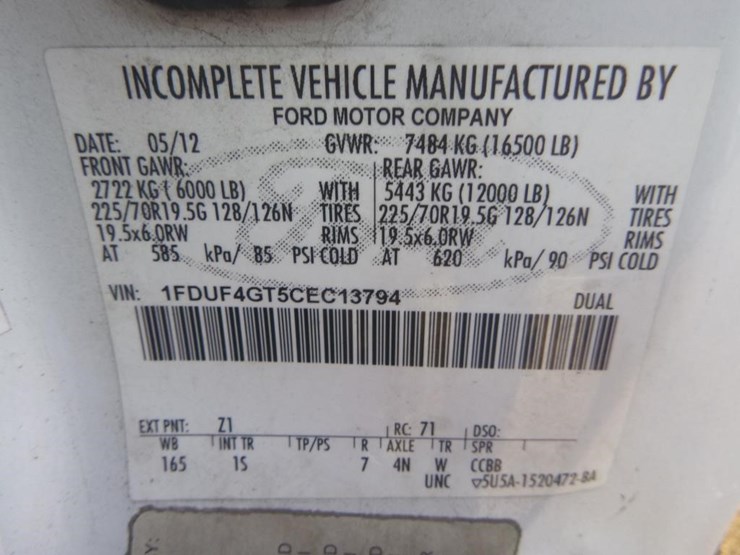 INCOMPLETE VEHICLE MANUFACTURED BY
FORD MOTOR COMPANY
DATE: 05/12 GVWR: 7484 KG (16500 LB)
FRONT GAWR: REAR GAWR:
2722 KG ( 6000 LB) WITH 5443 KG (12000 LB) WITH
225/70R19.5G 128/126N TIRES 225/70R19.5G 128/126N TIRES
19.5x6.0RW RIMS 19.5x6.0RW RIMS
AT 585 kPa/ 85 PSI COLD AT 620 kPa/ 90 PSI COLD
VIN: 1FDUF4GT5CEC13794 DUAL
EXT PNT: Z1 RC: 71 DSO:
WB INT TR TP/PS R AXLE TR SPR
165 1S 7 4N W CCBB
UNC ▽5USA-1520472-BA